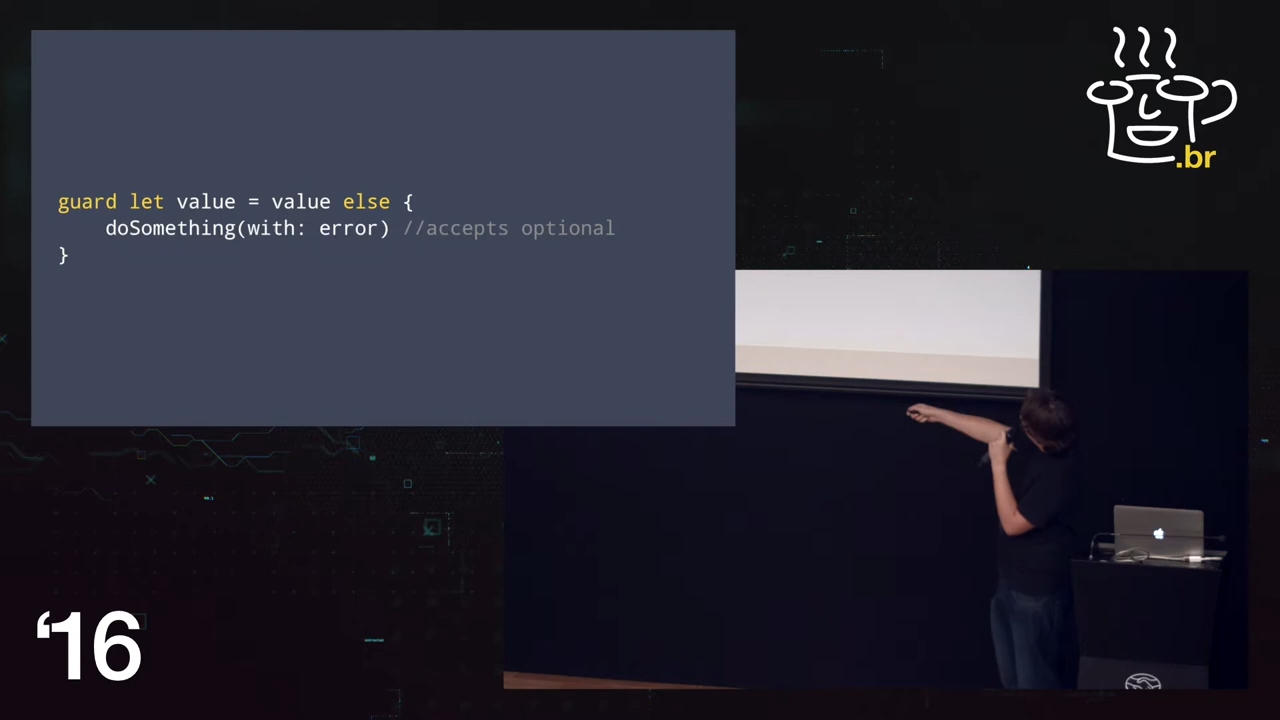 guard let value = value else {
    doSomething(with: error) //accepts optional
}
.br
‘16